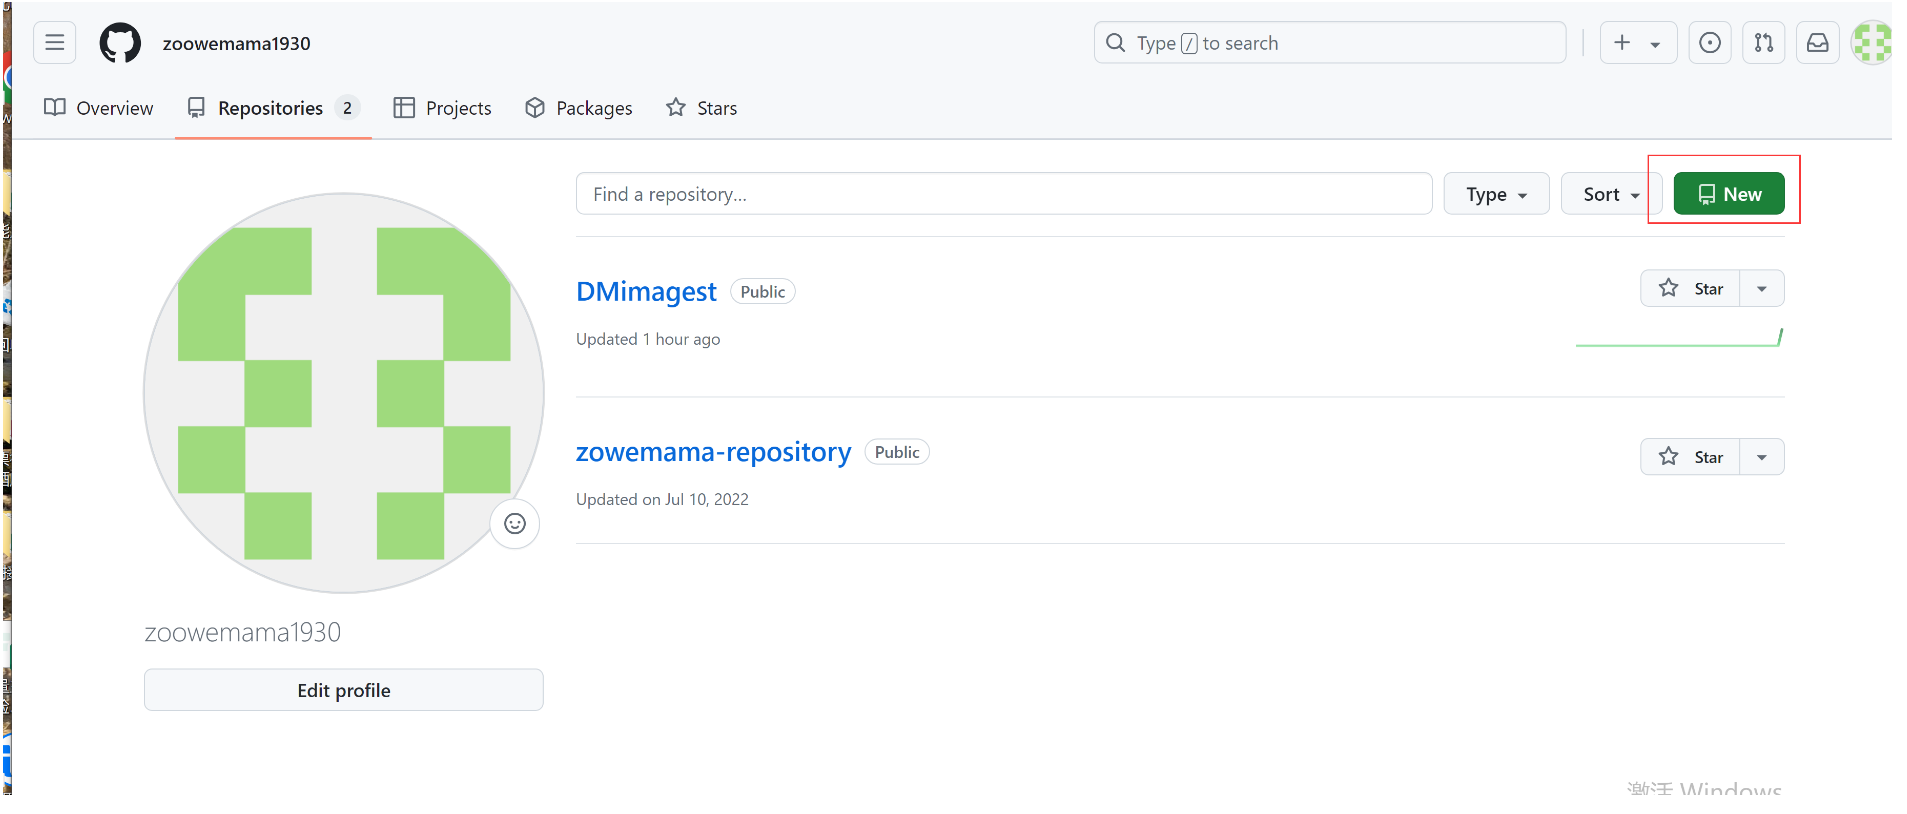 zoowemama1930
Type / to search
Overview
Repositories 2
Projects
Packages
Stars
Find a repository...
Type
Sort
New
DMimagest Public
Star
Updated 1 hour ago
zowemama-repository Public
Star
Updated on Jul 10, 2022
zoowemama1930
Edit profile
激活 Windows